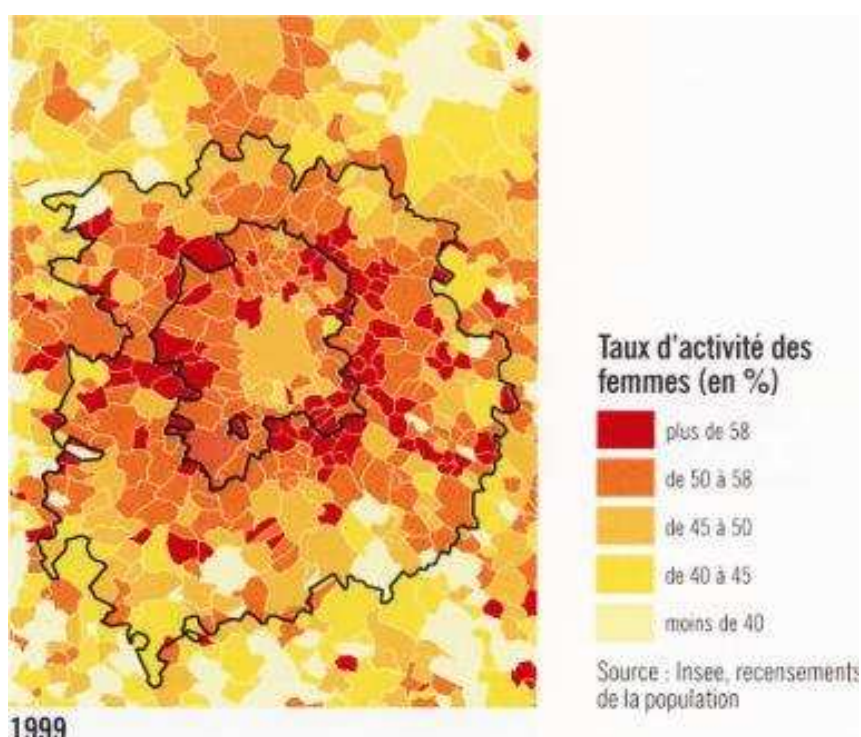 Taux d'activité des
femmes (en %)
plus de 58
de 50 à 58
de 45 à 50
de 40 à 45
moins de 40
Source : Insee, recensements
de la population
1999